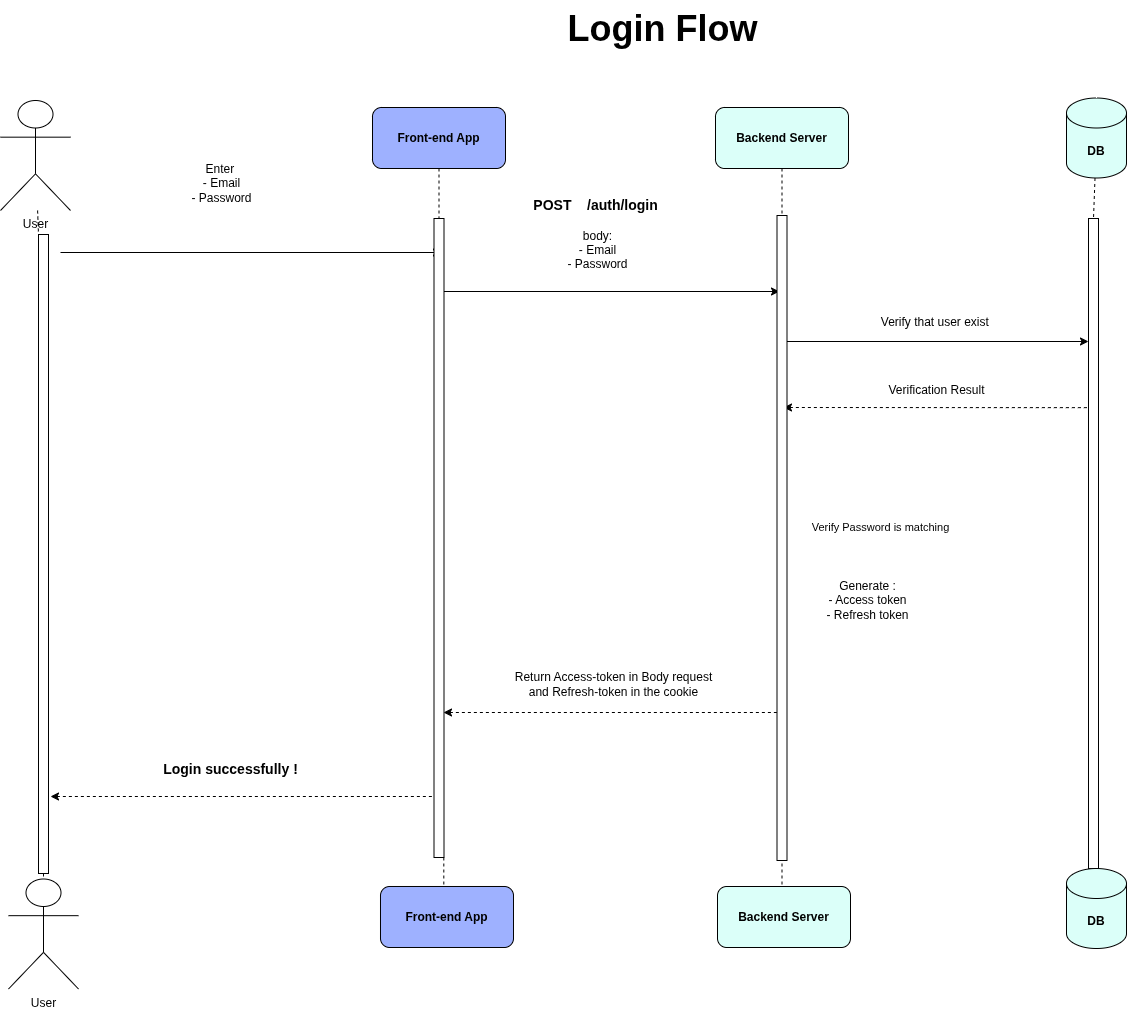 Login Flow
User
Front-end App
Backend Server
DB
Enter
- Email
- Password
POST /auth/login
body:
- Email
- Password
Verify that user exist
Verification Result
Verify Password is matching
Generate :
- Access token
- Refresh token
Return Access-token in Body request
and Refresh-token in the cookie
Login successfully !
User
Front-end App
Backend Server
DB